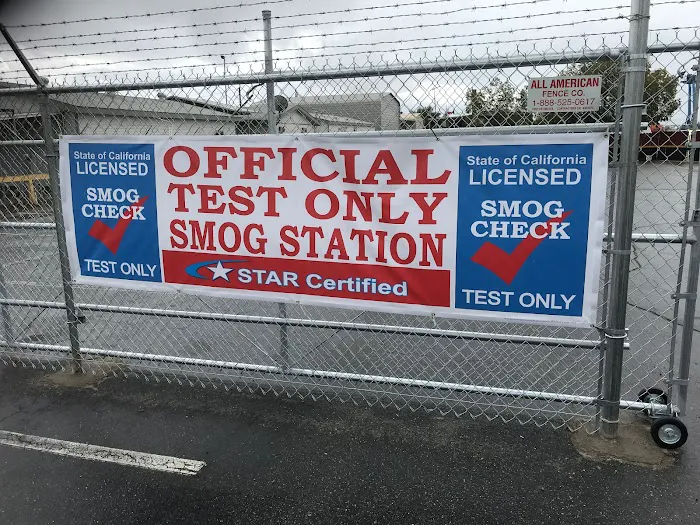 ALL AMERICAN
FENCE CO.
1-888-525-0617
State of California
LICENSED
SMOG
CHECK
TEST ONLY
OFFICIAL
TEST ONLY
SMOG STATION
STAR Certified
State of California
LICENSED
SMOG
CHECK
TEST ONLY